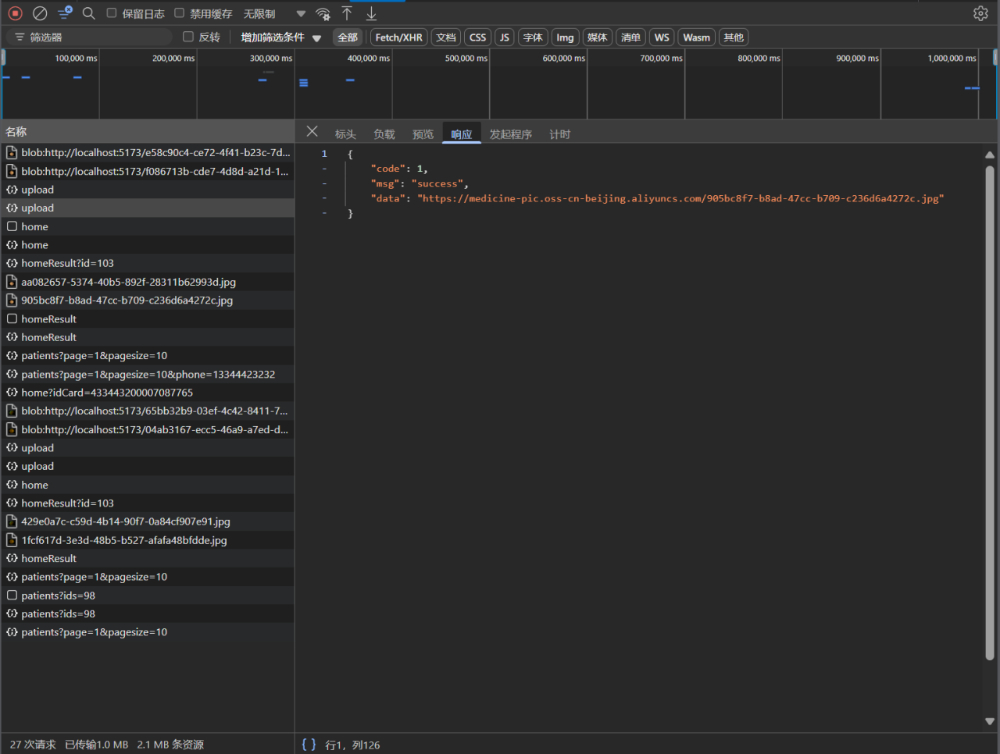 保留日志 禁用缓存 无限制
筛选器 反转 增加筛选条件 全部 Fetch/XHR 文档 CSS JS 字体 Img 媒体 清单 WS Wasm 其他
100,000 ms 200,000 ms 300,000 ms 400,000 ms 500,000 ms 600,000 ms 700,000 ms 800,000 ms 900,000 ms 1,000,000 ms
名称
blob:http://localhost:5173/e58c90c4-ce72-4f41-b23c-7d...
blob:http://localhost:5173/f086713b-cde7-4d8d-a21d-1...
{;} upload
{;} upload
home
{;} home
{;} homeResult?id=103
aa082657-5374-40b5-892f-28311b62993d.jpg
905bc8f7-b8ad-47cc-b709-c236d6a4272c.jpg
homeResult
{;} homeResult
{;} patients?page=1&pagesize=10
{;} patients?page=1&pagesize=10&phone=13344423232
{;} home?idCard=433443200007087765
blob:http://localhost:5173/65bb32b9-03ef-4c42-8411-7...
blob:http://localhost:5173/04ab3167-ecc5-46a9-a7ed-d...
{;} upload
{;} upload
{;} home
{;} homeResult?id=103
429e0a7c-c59d-4b14-90f7-0a84cf907e91.jpg
1fcf617d-3e3d-48b5-b527-afafa48bfdde.jpg
{;} homeResult
{;} patients?page=1&pagesize=10
patients?ids=98
{;} patients?ids=98
{;} patients?page=1&pagesize=10
标头 负载 预览 响应 发起程序 计时
1 {
- "code": 1,
- "msg": "success",
- "data": "https://medicine-pic.oss-cn-beijing.aliyuncs.com/905bc8f7-b8ad-47cc-b709-c236d6a4272c.jpg"
- }
27 次请求 已传输1.0 MB 2.1 MB 条资源
{ } 行1，列126